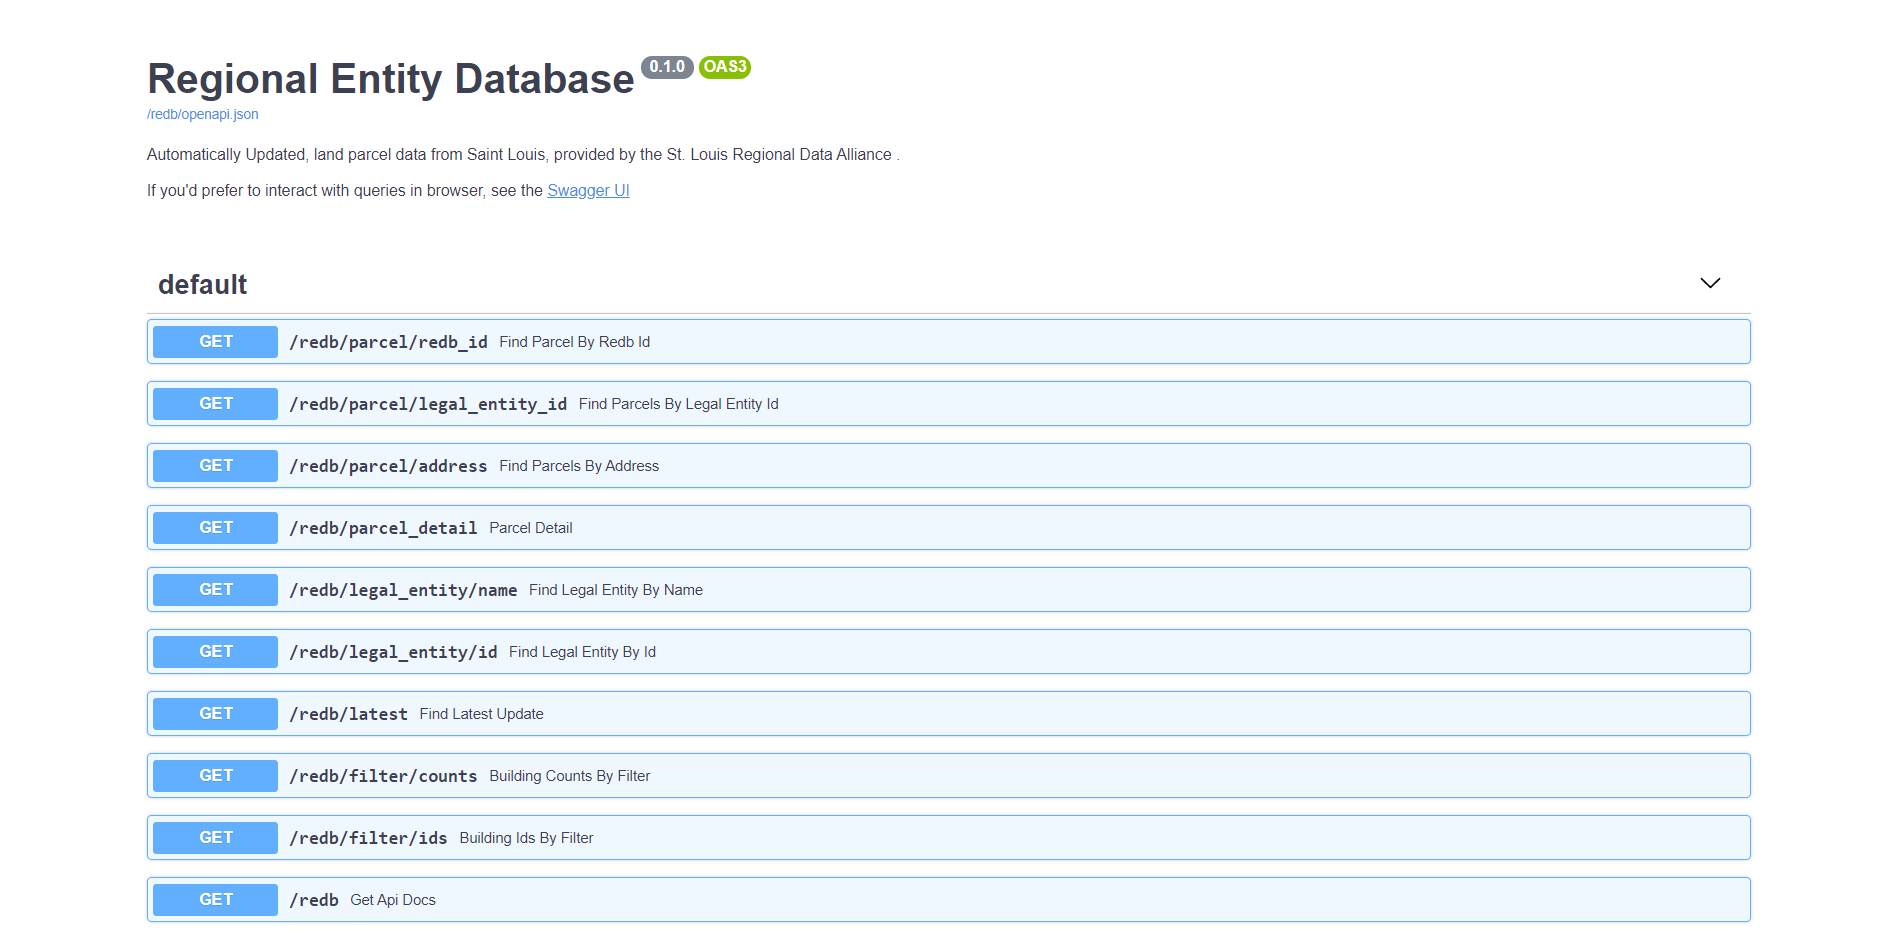 Regional Entity Database 0.1.0 OAS3
/redb/openapi.json
Automatically Updated, land parcel data from Saint Louis, provided by the St. Louis Regional Data Alliance .
If you'd prefer to interact with queries in browser, see the Swagger UI
default
GET /redb/parcel/redb_id Find Parcel By Redb Id
GET /redb/parcel/legal_entity_id Find Parcels By Legal Entity Id
GET /redb/parcel/address Find Parcels By Address
GET /redb/parcel_detail Parcel Detail
GET /redb/legal_entity/name Find Legal Entity By Name
GET /redb/legal_entity/id Find Legal Entity By Id
GET /redb/latest Find Latest Update
GET /redb/filter/counts Building Counts By Filter
GET /redb/filter/ids Building Ids By Filter
GET /redb Get Api Docs